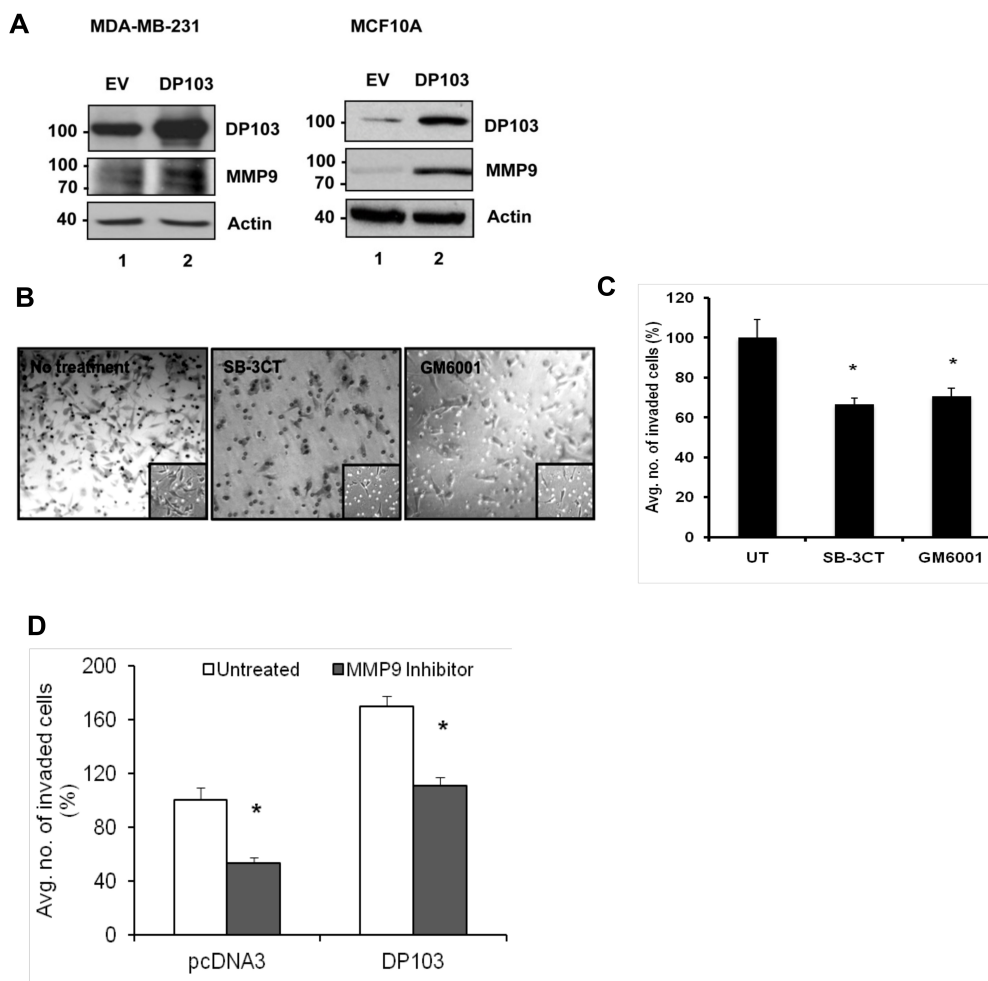 A
MDA-MB-231
MCF10A
EV DP103
EV DP103
100
DP103
100
70
MMP9
40
Actin
1 2
100
DP103
100
70
MMP9
40
Actin
1 2
B
No treatment
SB-3CT
GM6001
C
Avg. no. of invaded cells (%)
120
100
80
60
40
20
0
*
*
UT SB-3CT GM6001
D
Avg. no. of invaded cells
(%)
200
160
120
80
40
0
Untreated MMP9 Inhibitor
*
*
pcDNA3 DP103